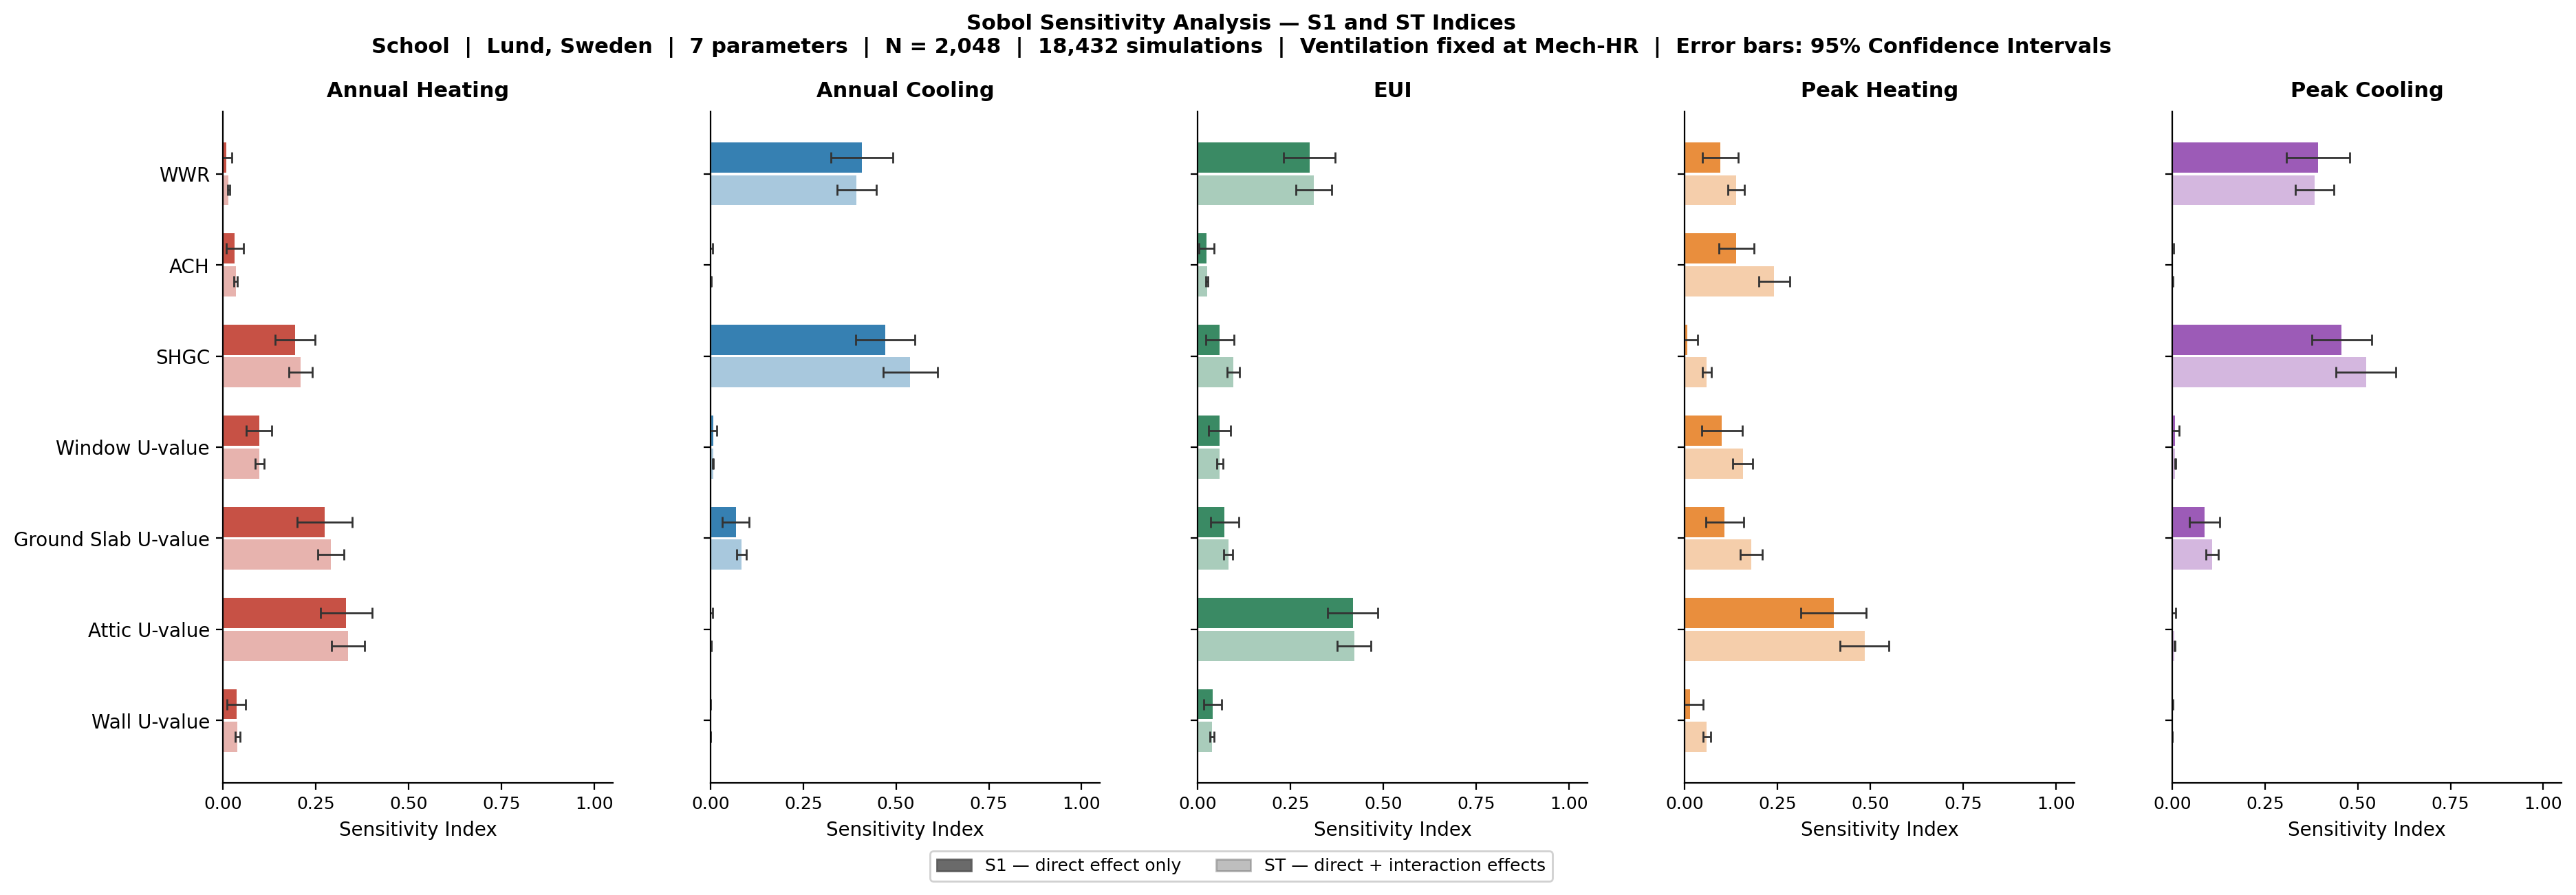 Sobol Sensitivity Analysis — S1 and ST Indices
School | Lund, Sweden | 7 parameters | N = 2,048 | 18,432 simulations | Ventilation fixed at Mech-HR | Error bars: 95% Confidence Intervals
Annual Heating
Annual Cooling
EUI
Peak Heating
Peak Cooling
WWR
ACH
SHGC
Window U-value
Ground Slab U-value
Attic U-value
Wall U-value
0.00 0.25 0.50 0.75 1.00
0.00 0.25 0.50 0.75 1.00
0.00 0.25 0.50 0.75 1.00
0.00 0.25 0.50 0.75 1.00
0.00 0.25 0.50 0.75 1.00
Sensitivity Index
Sensitivity Index
Sensitivity Index
Sensitivity Index
Sensitivity Index
S1 — direct effect only
ST — direct + interaction effects